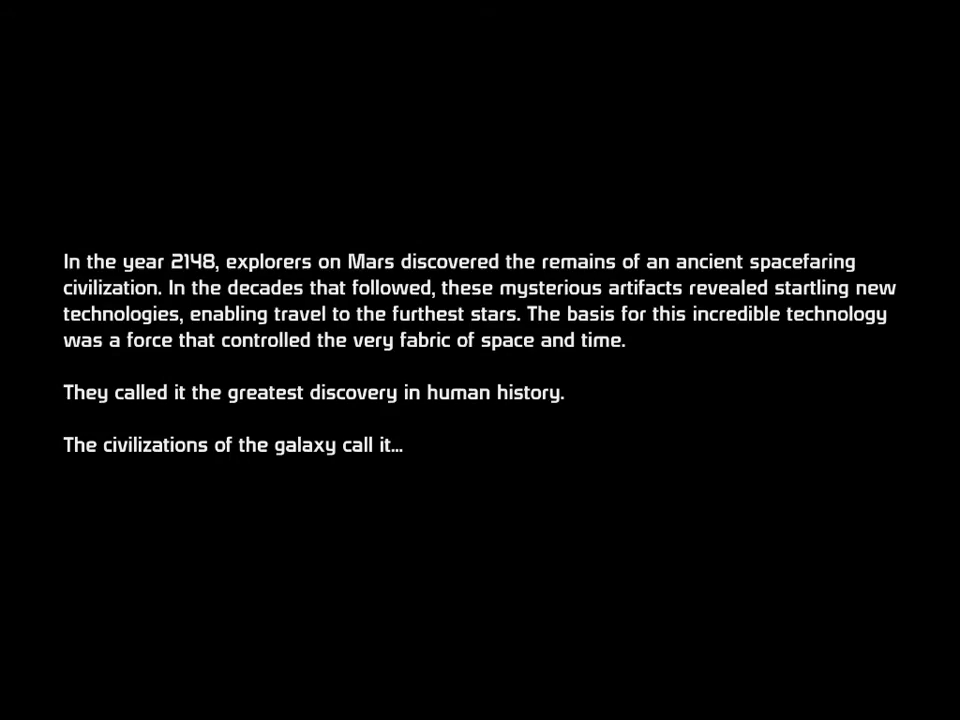 In the year 2148, explorers on Mars discovered the remains of an ancient spacefaring
civilization. In the decades that followed, these mysterious artifacts revealed startling new
technologies, enabling travel to the furthest stars. The basis for this incredible technology
was a force that controlled the very fabric of space and time.
They called it the greatest discovery in human history.
The civilizations of the galaxy call it...